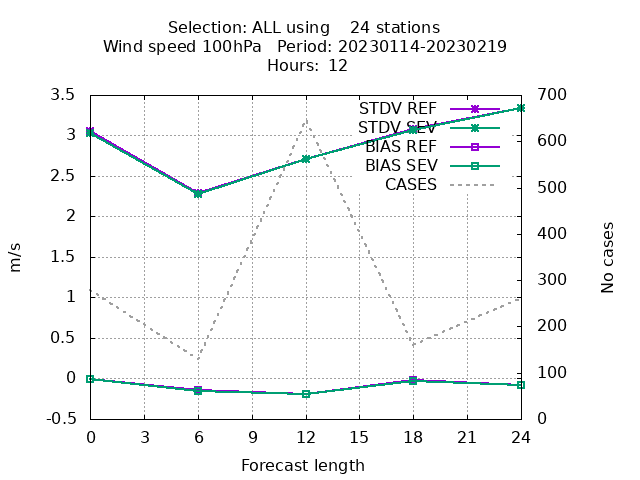 Selection: ALL using    24 stations
Wind speed 100hPa   Period: 20230114-20230219
Hours:  12
STDV REF
STDV SEV
BIAS REF
BIAS SEV
CASES
3.5
3
2.5
2
1.5
1
0.5
0
-0.5
700
600
500
400
300
200
100
0
m/s
No cases
0 3 6 9 12 15 18 21 24
Forecast length